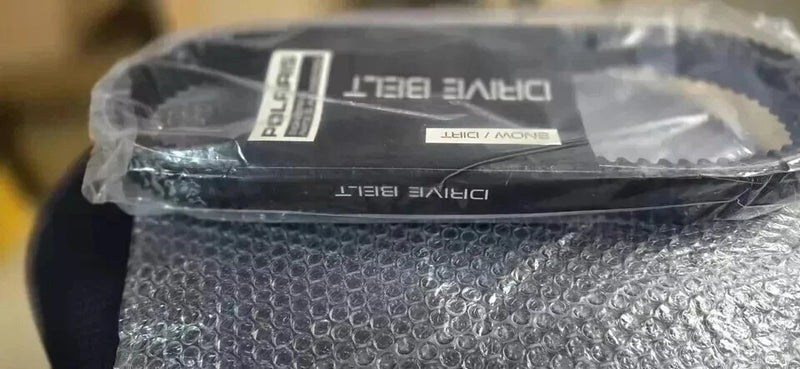 DRIVE BELT
POLARIS
SNOW / DIRT
DRIVE BELT